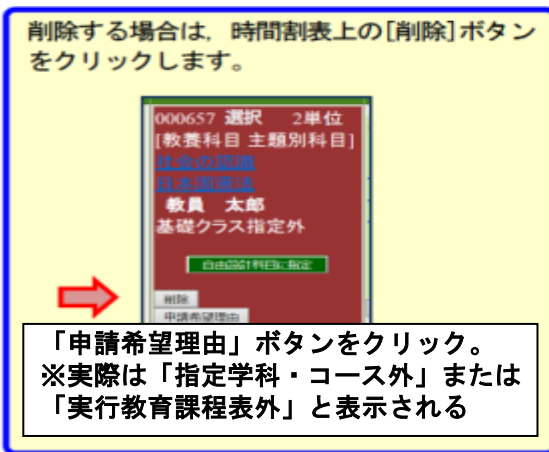 削除する場合は，時間割表上の[削除]ボタン
をクリックします。
000657 選択 2単位
[教養科目 主題別科目]
社会の認識
日本国憲法
教員 太郎
基礎クラス指定外
自由設計科目に指定
削除
申請希望理由
「申請希望理由」ボタンをクリック。
※実際は「指定学科・コース外」または
「実行教育課程表外」と表示される